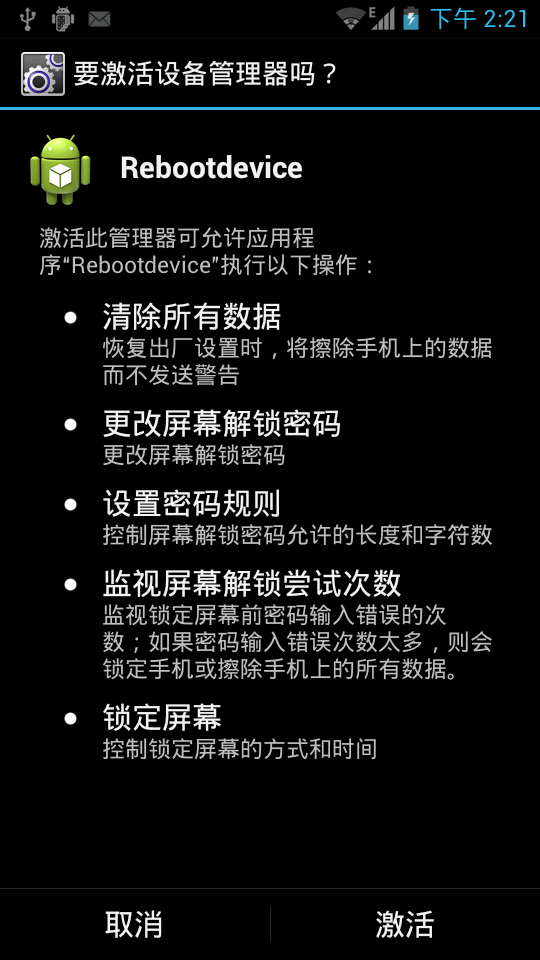 E 下午 2:21
要激活设备管理器吗？
Rebootdevice
激活此管理器可允许应用程
序“Rebootdevice”执行以下操作：
清除所有数据
恢复出厂设置时，将擦除手机上的数据
而不发送警告
更改屏幕解锁密码
更改屏幕解锁密码
设置密码规则
控制屏幕解锁密码允许的长度和字符数
监视屏幕解锁尝试次数
监视锁定屏幕前密码输入错误的次
数；如果密码输入错误次数太多，则会
锁定手机或擦除手机上的所有数据。
锁定屏幕
控制锁定屏幕的方式和时间
取消 激活